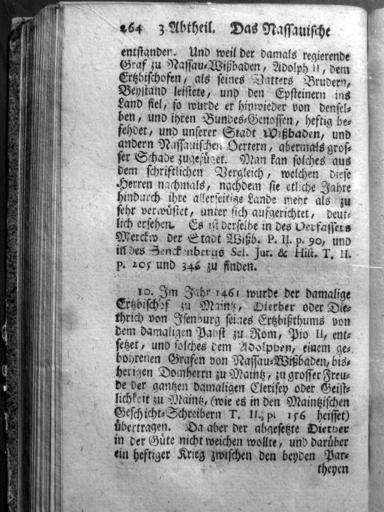 264 3 Abtheil. Das Nassauische
entstanden. Und weil der damals regierende
Graf zu Nassau-Wißbaden, Adolph II, dem
Ertzbischofen, als seines Vatters Brudern,
Beystand leistete, und den Epsteinern ins
Land fiel, so wurde er hinwieder von densel-
ben, und ihren Bundes-Genossen, heftig be-
fehdet, und unserer Stadt Wißbaden, und
andern Nassauischen Oertern, abermals gros-
ser Schade zugefüget. Man kan solches aus
dem schriftlichen Vergleich, welchen diese
Herren nachmals, nachdem sie etliche Jahre
hindurch ihre allerseitige Lande mehr als zu
sehr verwüstet, unter sich aufgerichtet, deut-
lich ersehen. Es ist derselbe in des Verfassers
Merckw der Stadt Wißb. P. II. p. 90, und
in des Senckenbergs Sel. Jur. & Hist. T. II.
p. 205 und 346 zu finden.
10. Im Jahr 1461 wurde der damalige
Ertzbischof zu Maintz, Diether oder Die-
thrich von Isenburg seines Ertzbißthums von
dem damaligen Pabst zu Rom, Pio II, ent-
setzet, und solches dem Adolphen, einem ge-
bohrenen Grafen von Nassau-Wißbaden, bis-
herigen Domherrn zu Maintz, zu grosser Freu-
de der gantzen damaligen Clerisey oder Geist-
lichkeit zu Maintz, (wie es in den Maintzischen
Geschicht-Schreibern T. II, p. 156 heisset)
übertragen. Da aber der abgesetzte Diether
in der Güte nicht weichen wollte, und darüber
ein heftiger Krieg zwischen den beyden Par-
theyen